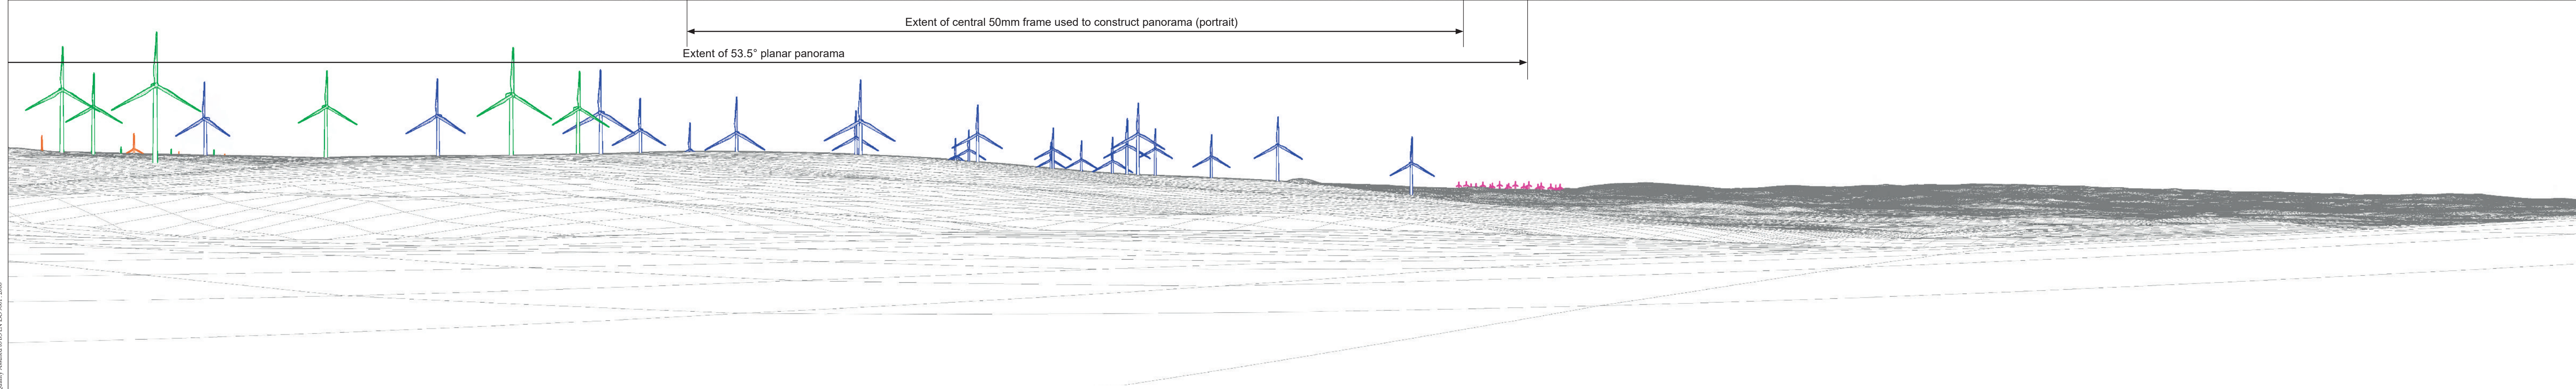 Extent of central 50mm frame used to construct panorama (portrait)
Extent of 53.5° planar panorama